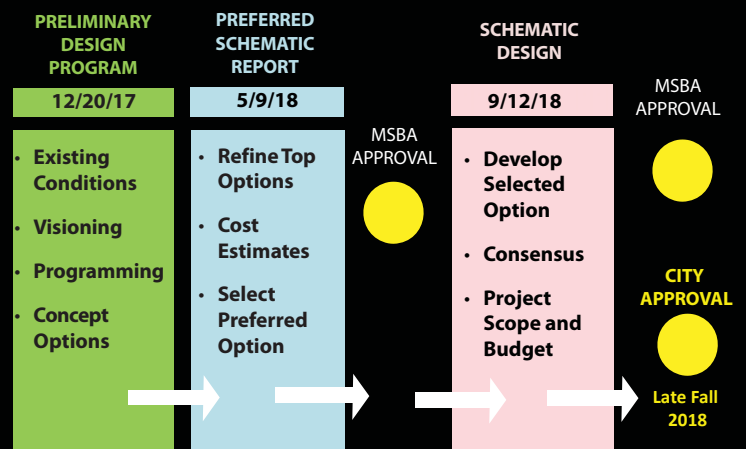 PRELIMINARY
DESIGN
PROGRAM
12/20/17
• Existing
Conditions
• Visioning
• Programming
• Concept
Options
PREFERRED
SCHEMATIC
REPORT
5/9/18
• Refine Top
Options
• Cost
Estimates
• Select
Preferred
Option
MSBA
APPROVAL
SCHEMATIC
DESIGN
9/12/18
• Develop
Selected
Option
• Consensus
• Project
Scope and
Budget
MSBA
APPROVAL
CITY
APPROVAL
Late Fall
2018